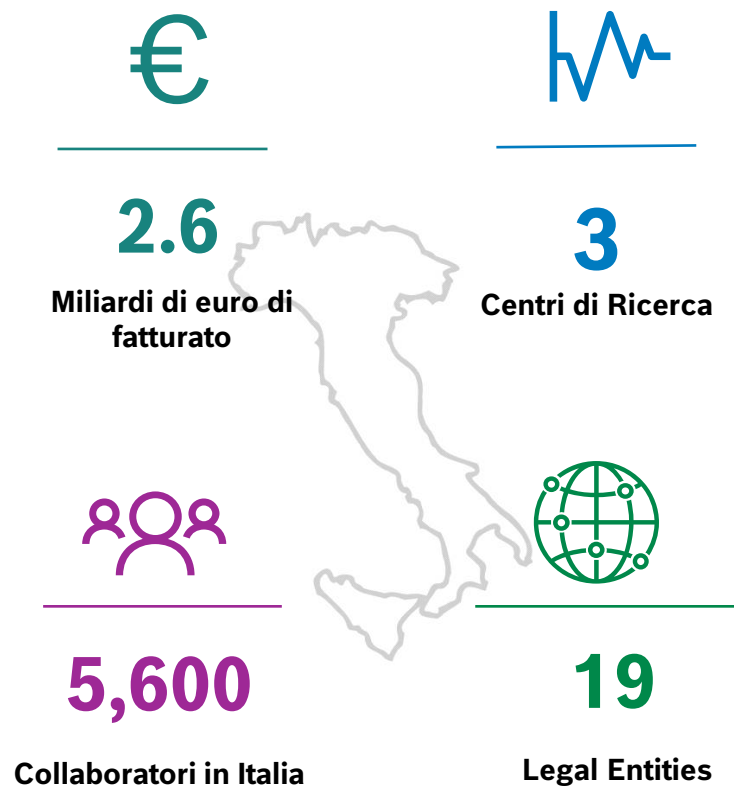 €
2.6
Miliardi di euro di
fatturato
3
Centri di Ricerca
5,600
Collaboratori in Italia
19
Legal Entities